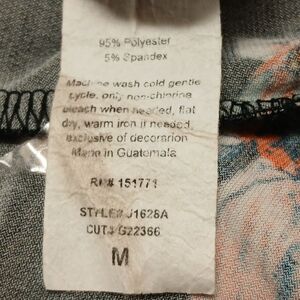 95% Polyester
5% Spandex
Machine wash cold gentle
cycle, only non-chlorine
bleach when needed, flat
dry, warm iron if needed,
exclusive of decoration
Made in Guatemala
RN# 151771
STYLE# J1628A
CUT# G22366
M